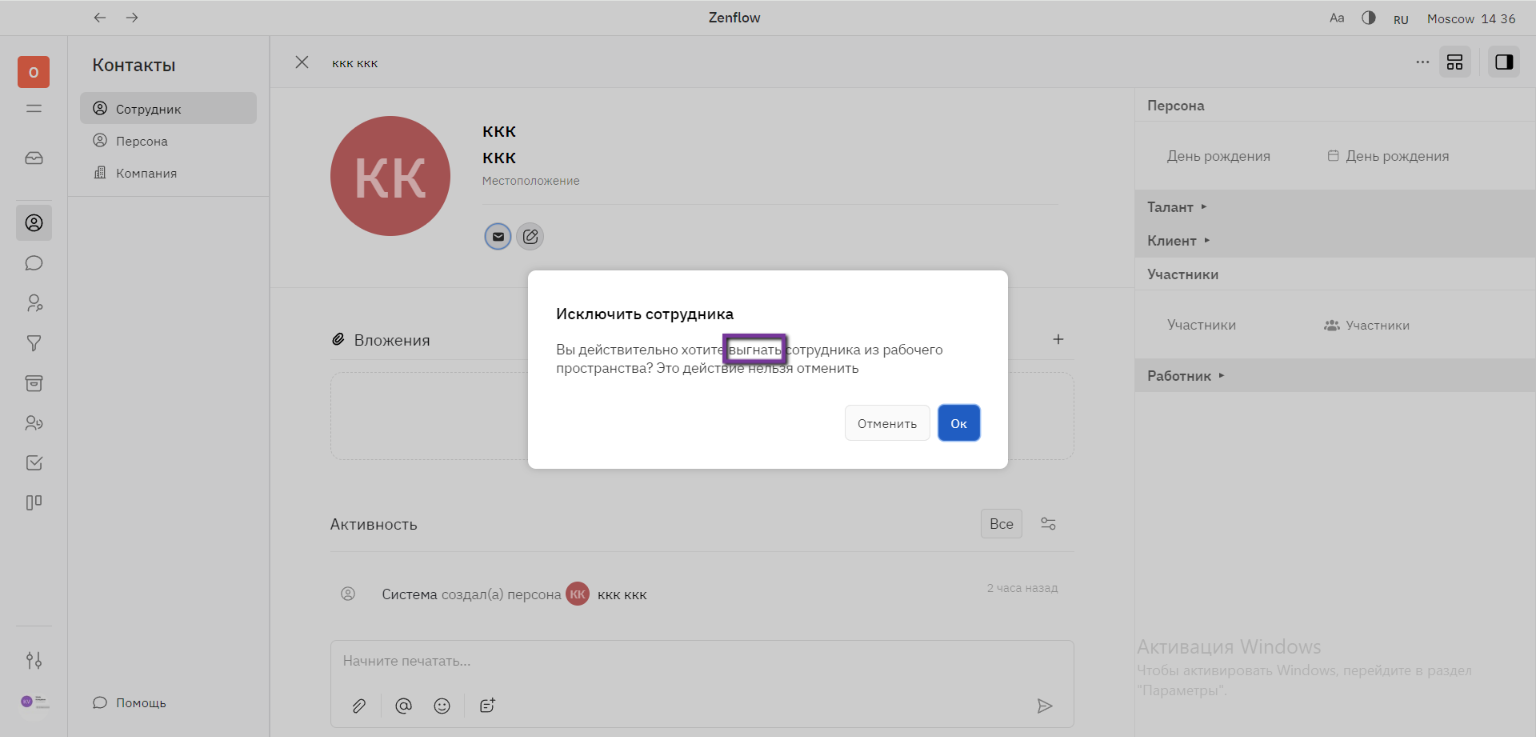 Zenflow
Aa RU Moscow 14 36
O
Контакты
Сотрудник
Персона
Компания
Помощь
ккк ккк
КК
ККК
ККК
Местоположение
Вложения
Исключить сотрудника
Вы действительно хотите выгнать сотрудника из рабочего
пространства? Это действие нельзя отменить
Отменить Ок
Активность
Все
Система создал(а) персона КК ккк ккк
2 часа назад
Начните печатать...
Персона
День рождения День рождения
Талант
Клиент
Участники
Участники Участники
Работник
Активация Windows
Чтобы активировать Windows, перейдите в раздел
"Параметры".